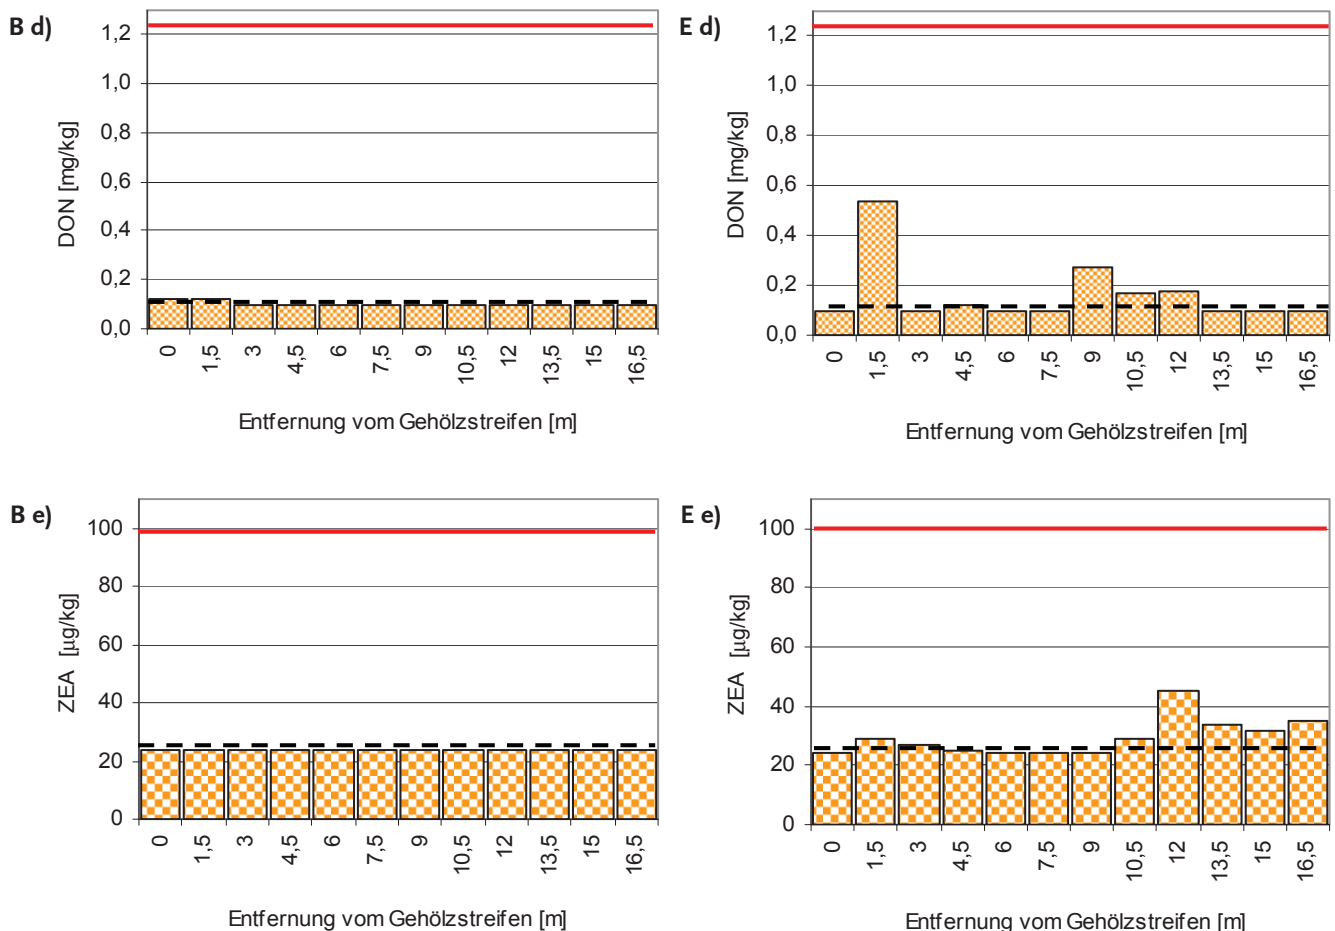 B d)
DON [mg/kg]
1,2
1,0
0,8
0,6
0,4
0,2
0,0
0 1,5 3 4,5 6 7,5 9 10,5 12 13,5 15 16,5
Entfernung vom Gehölzstreifen [m]
E d)
DON [mg/kg]
1,2
1,0
0,8
0,6
0,4
0,2
0,0
0 1,5 3 4,5 6 7,5 9 10,5 12 13,5 15 16,5
Entfernung vom Gehölzstreifen [m]
B e)
ZEA [µg/kg]
100
80
60
40
20
0
0 1,5 3 4,5 6 7,5 9 10,5 12 13,5 15 16,5
Entfernung vom Gehölzstreifen [m]
E e)
ZEA [µg/kg]
100
80
60
40
20
0
0 1,5 3 4,5 6 7,5 9 10,5 12 13,5 15 16,5
Entfernung vom Gehölzstreifen [m]